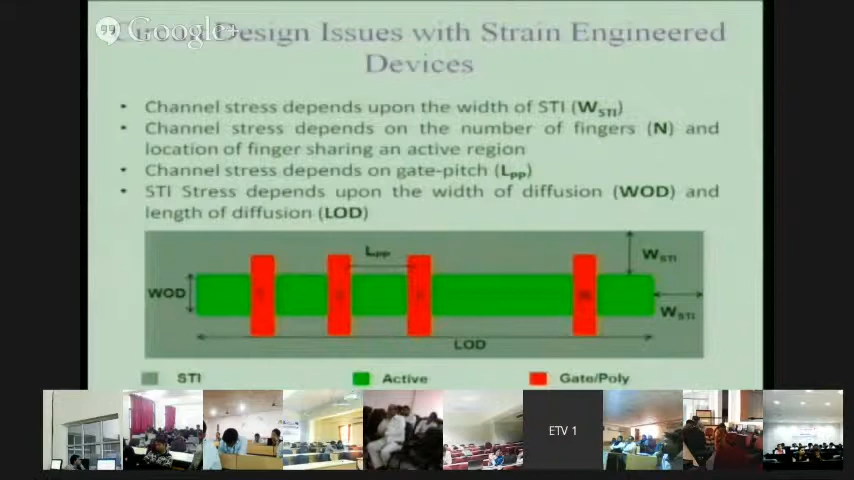 Google+
Design Issues with Strain Engineered
Devices
• Channel stress depends upon the width of STI (WSTI)
• Channel stress depends on the number of fingers (N) and
location of finger sharing an active region
• Channel stress depends on gate-pitch (Lpp)
• STI Stress depends upon the width of diffusion (WOD) and
length of diffusion (LOD)
Lpp
WSTI
WOD
WSTI
LOD
STI Active Gate/Poly
ETV 1